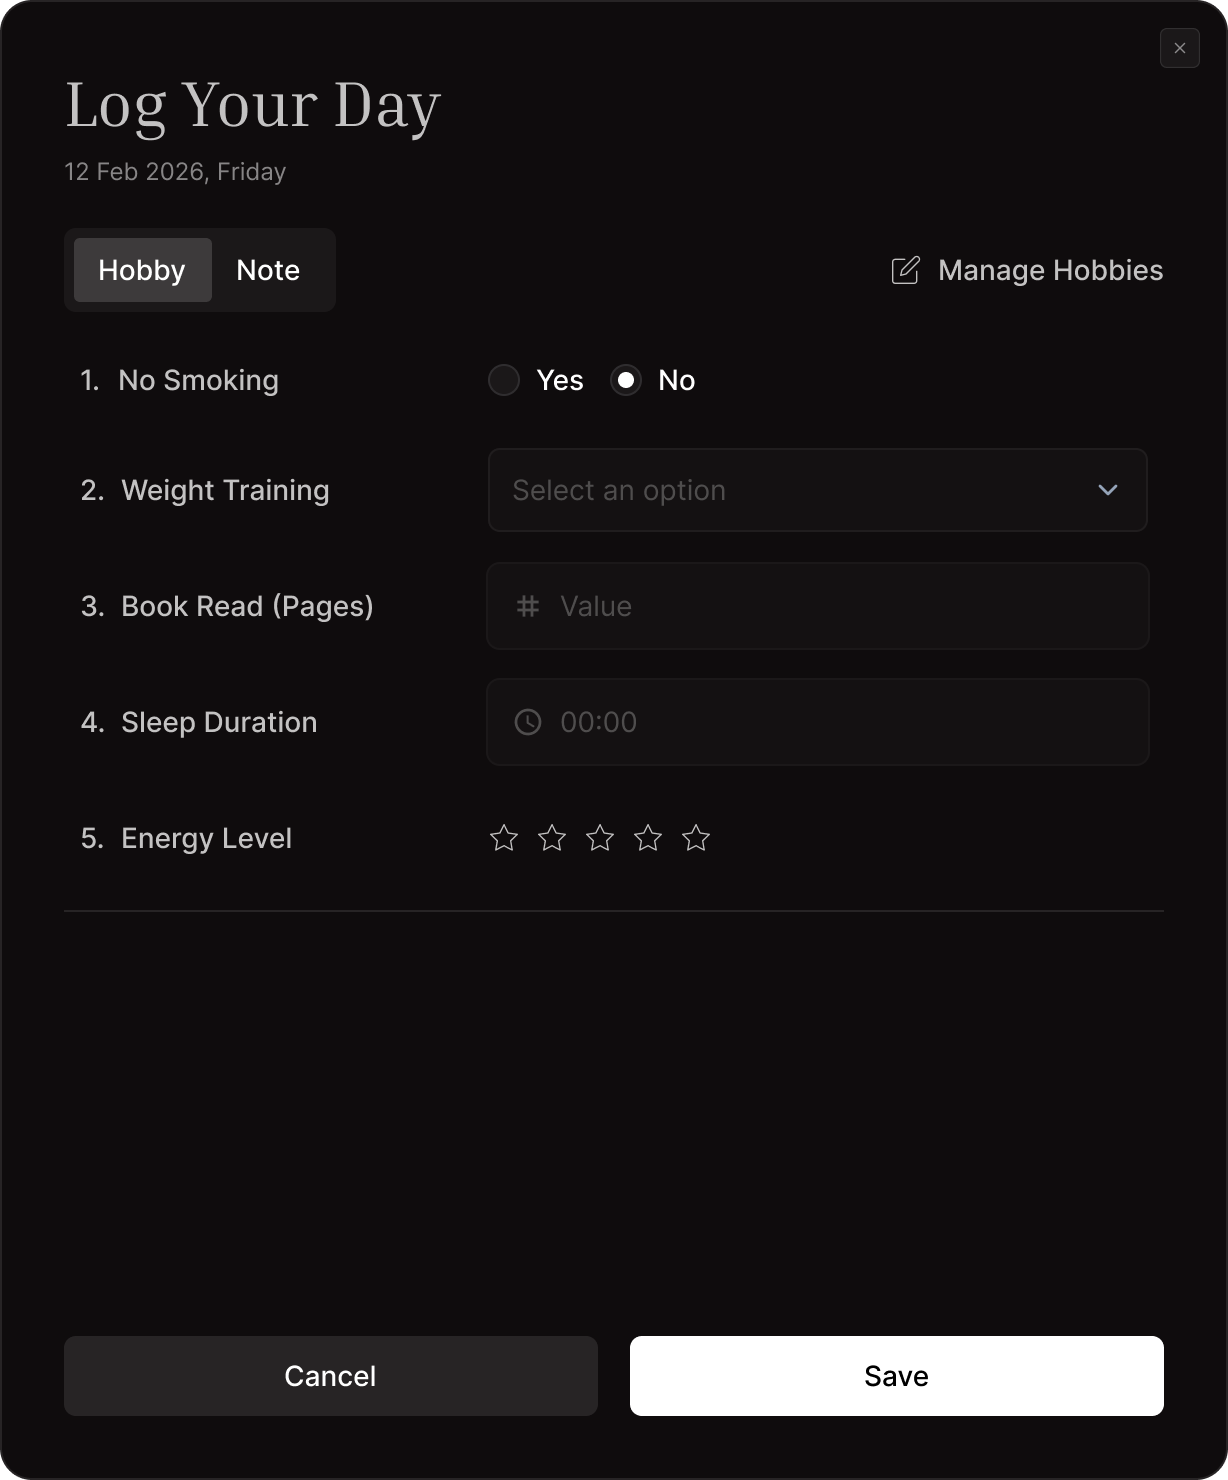 Log Your Day
12 Feb 2026, Friday
Hobby Note Manage Hobbies
1. No Smoking Yes No
2. Weight Training Select an option
3. Book Read (Pages) # Value
4. Sleep Duration 00:00
5. Energy Level
Cancel Save